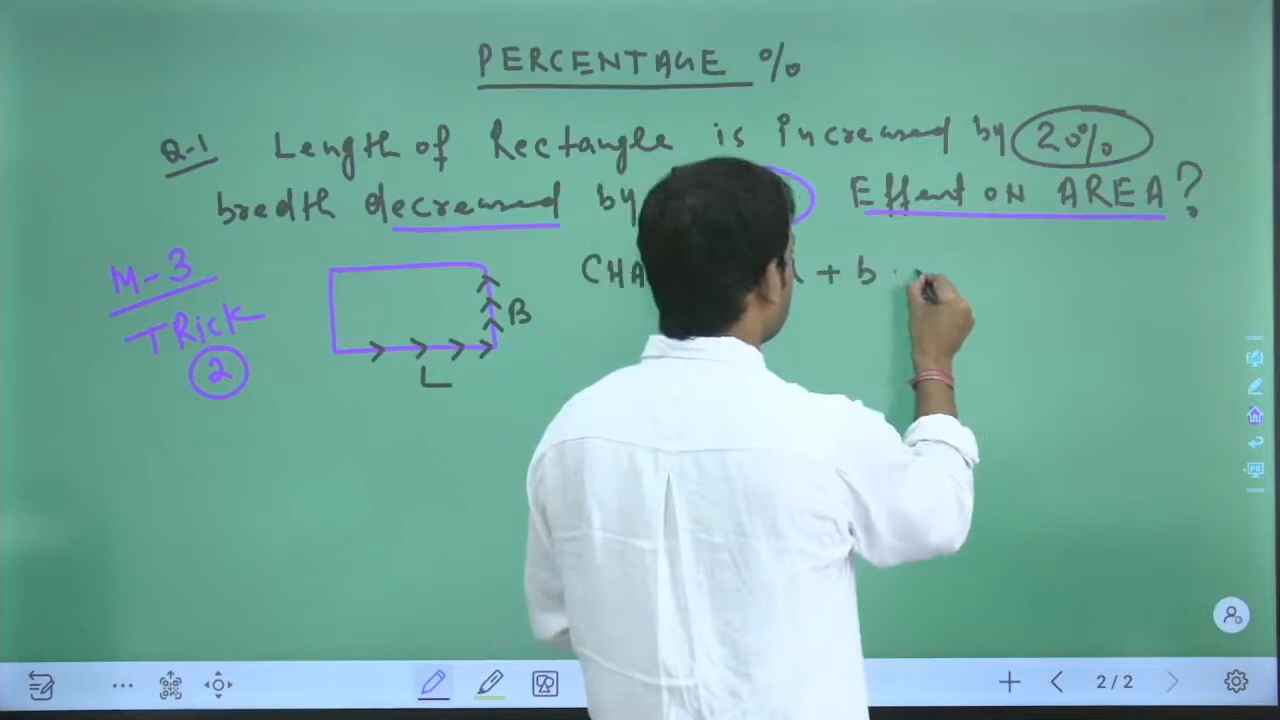 PERCENTAGE %
Q-1 Length of Rectangle is increased by 20%
bredth decreased by Effect on AREA?
M-3
TRick
2
B
L
+ b
2/2